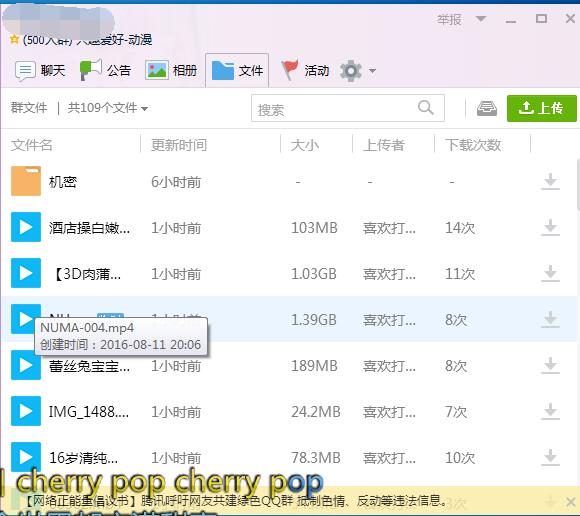 举报
(500人群) 兴趣爱好-动漫
聊天 公告 相册 文件 活动
群文件 | 共109个文件 搜索 上传
文件名 更新时间 大小 上传者 下载次数
机密 6小时前 - - -
酒店操白嫩... 1小时前 103MB 喜欢打... 14次
【3D肉蒲... 1小时前 1.03GB 喜欢打... 11次
1小时前 1.39GB 喜欢打... 8次
NUMA-004.mp4
创建时间：2016-08-11 20:06
蕾丝兔宝宝... 1小时前 189MB 喜欢打... 8次
IMG_1488.... 1小时前 24.2MB 喜欢打... 7次
16岁清纯... 1小时前 78.3MB 喜欢打... 10次
cherry pop cherry pop
【网络正能量倡议书】腾讯呼吁网友共建绿色QQ群 抵制色情、反动等违法信息。